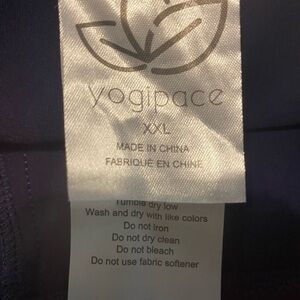 yogipace
XXL
MADE IN CHINA
FABRIQUÉ EN CHINE
Tumble dry low
Wash and dry with like colors
Do not Iron
Do not dry clean
Do not bleach
Do not use fabric softener